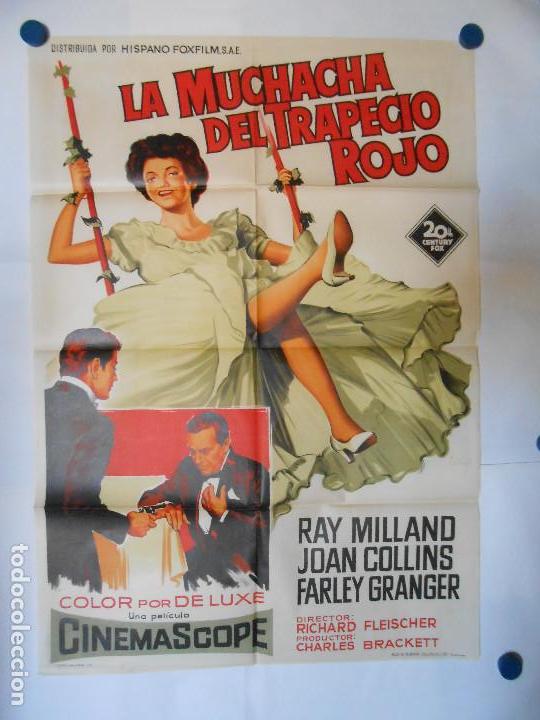 DISTRIBUIDA POR HISPANO FOXFILM, S.A.E.
LA MUCHACHA
DEL TRAPECIO
ROJO
20th
CENTURY
FOX
RAY MILLAND
JOAN COLLINS
FARLEY GRANGER
COLOR POR DE LUXE
Una película
CINEMASCOPE
DIRECTOR:
RICHARD FLEISCHER
PRODUCTOR:
CHARLES BRACKETT
todocoleccion.net